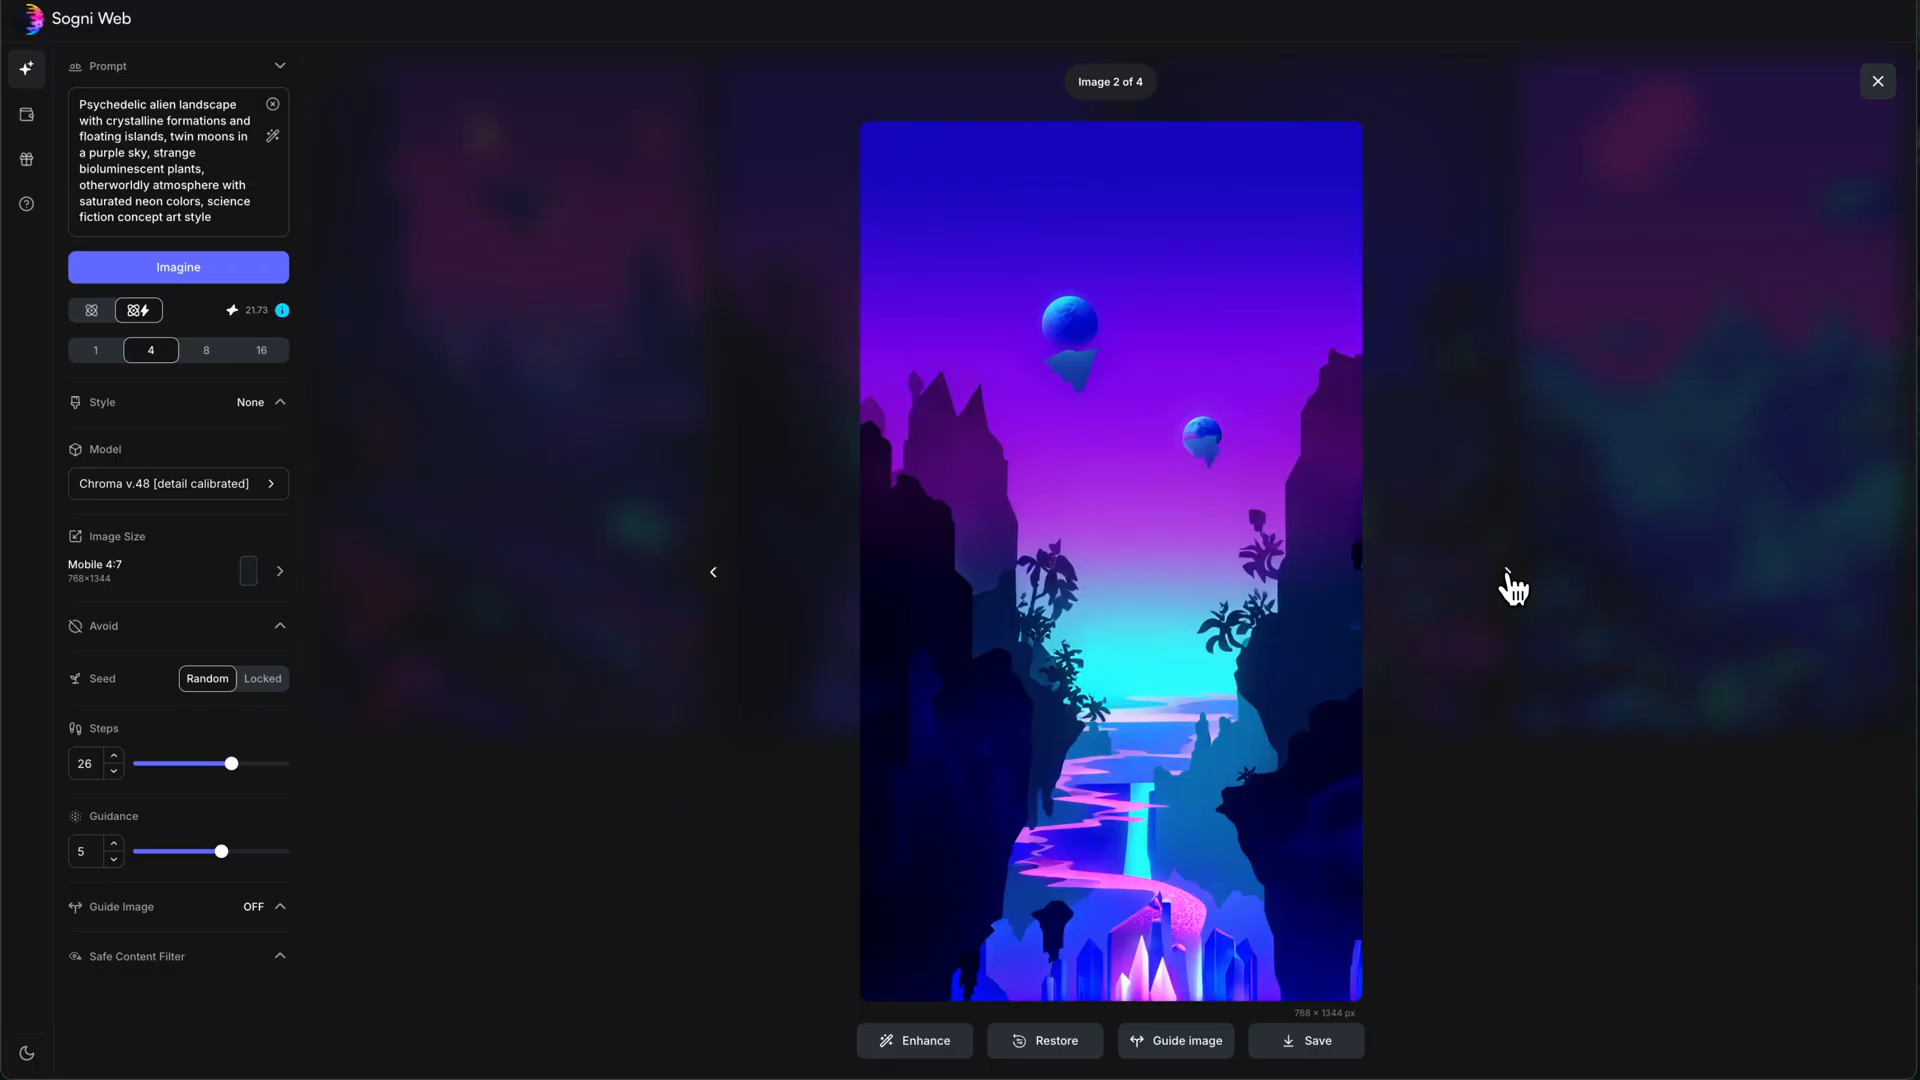 Sogni Web
Prompt
Image 2 of 4
Psychedelic alien landscape
with crystalline formations and
floating islands, twin moons in
a purple sky, strange
bioluminescent plants,
otherworldly atmosphere with
saturated neon colors, science
fiction concept art style
Imagine
21.73
1 4 8 16
Style None
Model
Chroma v.48 [detail calibrated]
Image Size
Mobile 4:7
768×1344
Avoid
Seed Random Locked
Steps
26
Guidance
5
Guide Image OFF
Safe Content Filter
768 × 1344 px
Enhance Restore Guide image Save